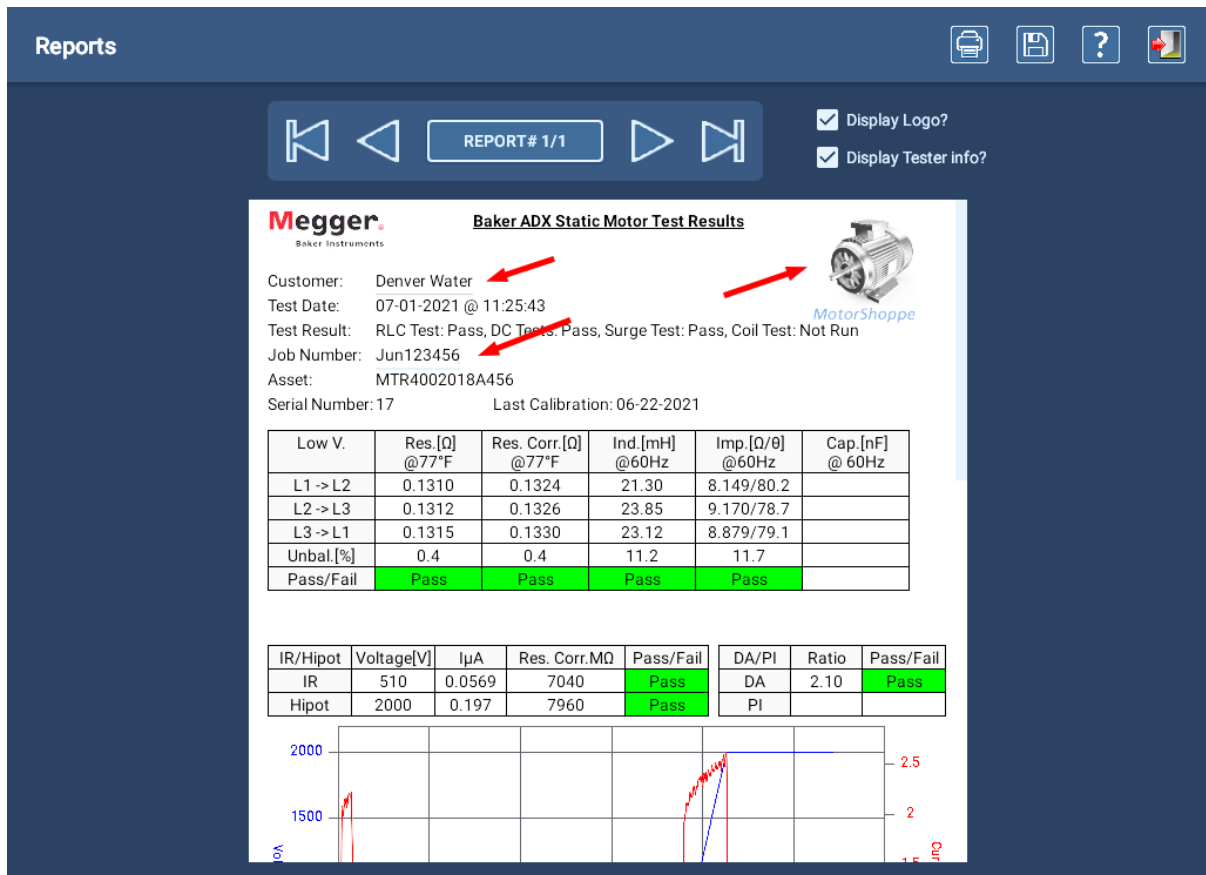 Reports
REPORT# 1/1
Display Logo?
Display Tester info?
Megger.
Baker Instruments
Baker ADX Static Motor Test Results
MotorShoppe
Customer: Denver Water
Test Date: 07-01-2021 @ 11:25:43
Test Result: RLC Test: Pass, DC Tests: Pass, Surge Test: Pass, Coil Test: Not Run
Job Number: Jun123456
Asset: MTR4002018A456
Serial Number: 17 Last Calibration: 06-22-2021
Low V. Res.[Ω] Res. Corr.[Ω] Ind.[mH] Imp.[Ω/θ] Cap.[nF]
@77°F @77°F @60Hz @60Hz @ 60Hz
L1 -> L2 0.1310 0.1324 21.30 8.149/80.2
L2 -> L3 0.1312 0.1326 23.85 9.170/78.7
L3 -> L1 0.1315 0.1330 23.12 8.879/79.1
Unbal.[%] 0.4 0.4 11.2 11.7
Pass/Fail Pass Pass Pass Pass
IR/Hipot Voltage[V] IµA Res. Corr.MΩ Pass/Fail DA/PI Ratio Pass/Fail
IR 510 0.0569 7040 Pass DA 2.10 Pass
Hipot 2000 0.197 7960 Pass PI
2000
2.5
1500
2